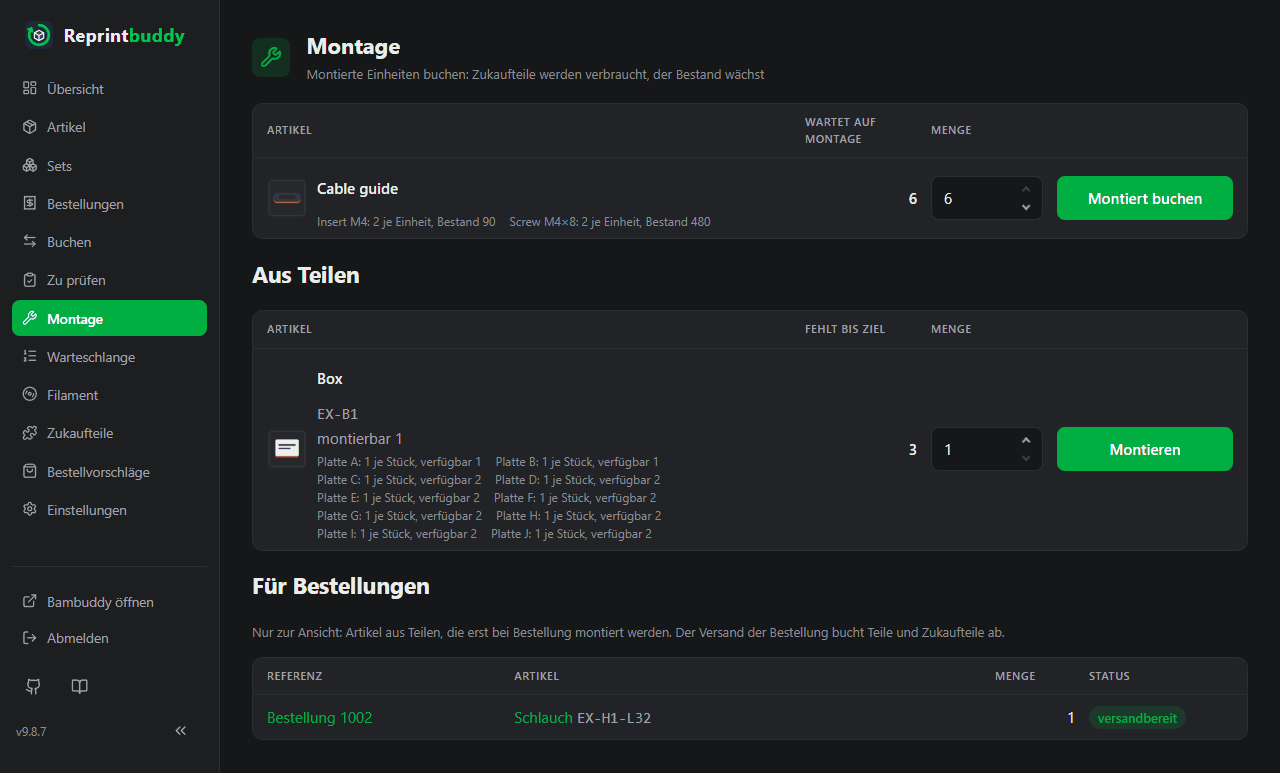 Reprintbuddy
Übersicht
Artikel
Sets
Bestellungen
Buchen
Zu prüfen
Montage
Warteschlange
Filament
Zukaufteile
Bestellvorschläge
Einstellungen
Bambuddy öffnen
Abmelden
v9.8.7
Montage
Montierte Einheiten buchen: Zukaufteile werden verbraucht, der Bestand wächst
ARTIKEL
WARTET AUF
MONTAGE
MENGE
Cable guide
Insert M4: 2 je Einheit, Bestand 90 Screw M4×8: 2 je Einheit, Bestand 480
6
6
Montiert buchen
Aus Teilen
ARTIKEL FEHLT BIS ZIEL MENGE
Box
EX-B1
montierbar 1
Platte A: 1 je Stück, verfügbar 1 Platte B: 1 je Stück, verfügbar 1
Platte C: 1 je Stück, verfügbar 2 Platte D: 1 je Stück, verfügbar 2
Platte E: 1 je Stück, verfügbar 2 Platte F: 1 je Stück, verfügbar 2
Platte G: 1 je Stück, verfügbar 2 Platte H: 1 je Stück, verfügbar 2
Platte I: 1 je Stück, verfügbar 2 Platte J: 1 je Stück, verfügbar 2
3
1
Montieren
Für Bestellungen
Nur zur Ansicht: Artikel aus Teilen, die erst bei Bestellung montiert werden. Der Versand der Bestellung bucht Teile und Zukaufteile ab.
REFERENZ ARTIKEL MENGE STATUS
Bestellung 1002 Schlauch EX-H1-L32 1 versandbereit